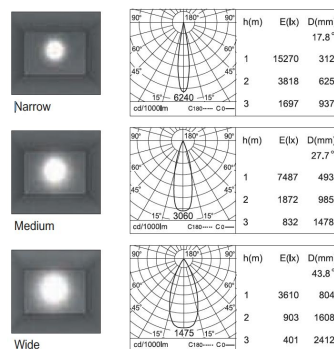 90° 180° 90°
60° 60°
45° 45°
15° 6240 15°
cd/1000lm C180----- C0—
h(m) E(lx) D(mm)
17.8°
1 15270 312
2 3818 625
3 1697 937
Narrow
90° 180° 90°
60° 60°
45° 45°
15° 3060 15°
cd/1000lm C180----- C0—
h(m) E(lx) D(mm)
27.7°
1 7487 493
2 1872 985
3 832 1478
Medium
90° 180° 90°
60° 60°
45° 45°
15° 1475 15°
cd/1000lm C180----- C0—
h(m) E(lx) D(mm)
43.8°
1 3610 804
2 903 1608
3 401 2412
Wide